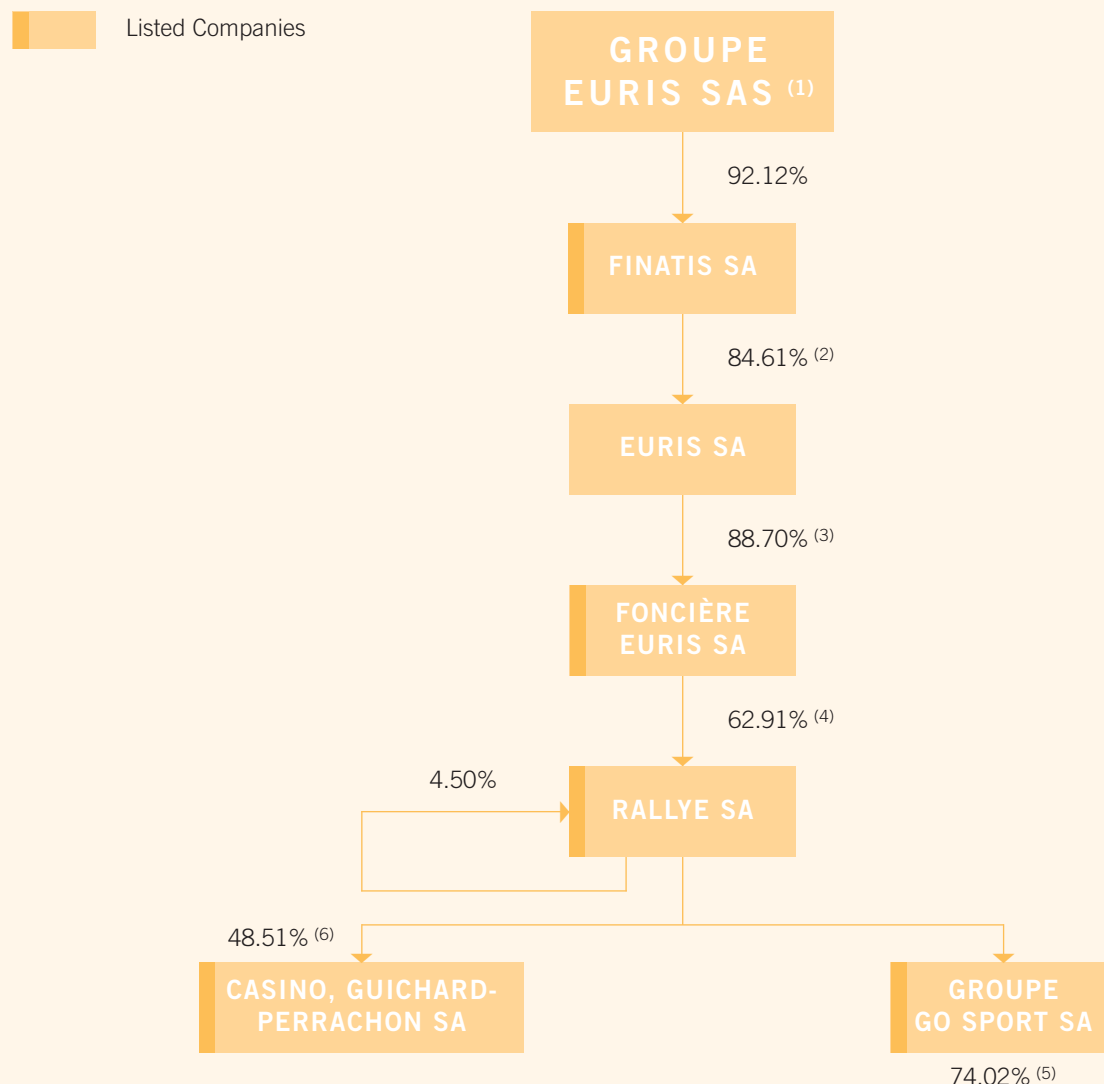 Listed Companies
GROUPE
EURIS SAS (1)
92.12%
FINATIS SA
84.61% (2)
EURIS SA
88.70% (3)
FONCIÈRE
EURIS SA
62.91% (4)
4.50%
RALLYE SA
48.51% (6)
CASINO, GUICHARD-
PERRACHON SA
GROUPE
GO SPORT SA
74.02% (5)